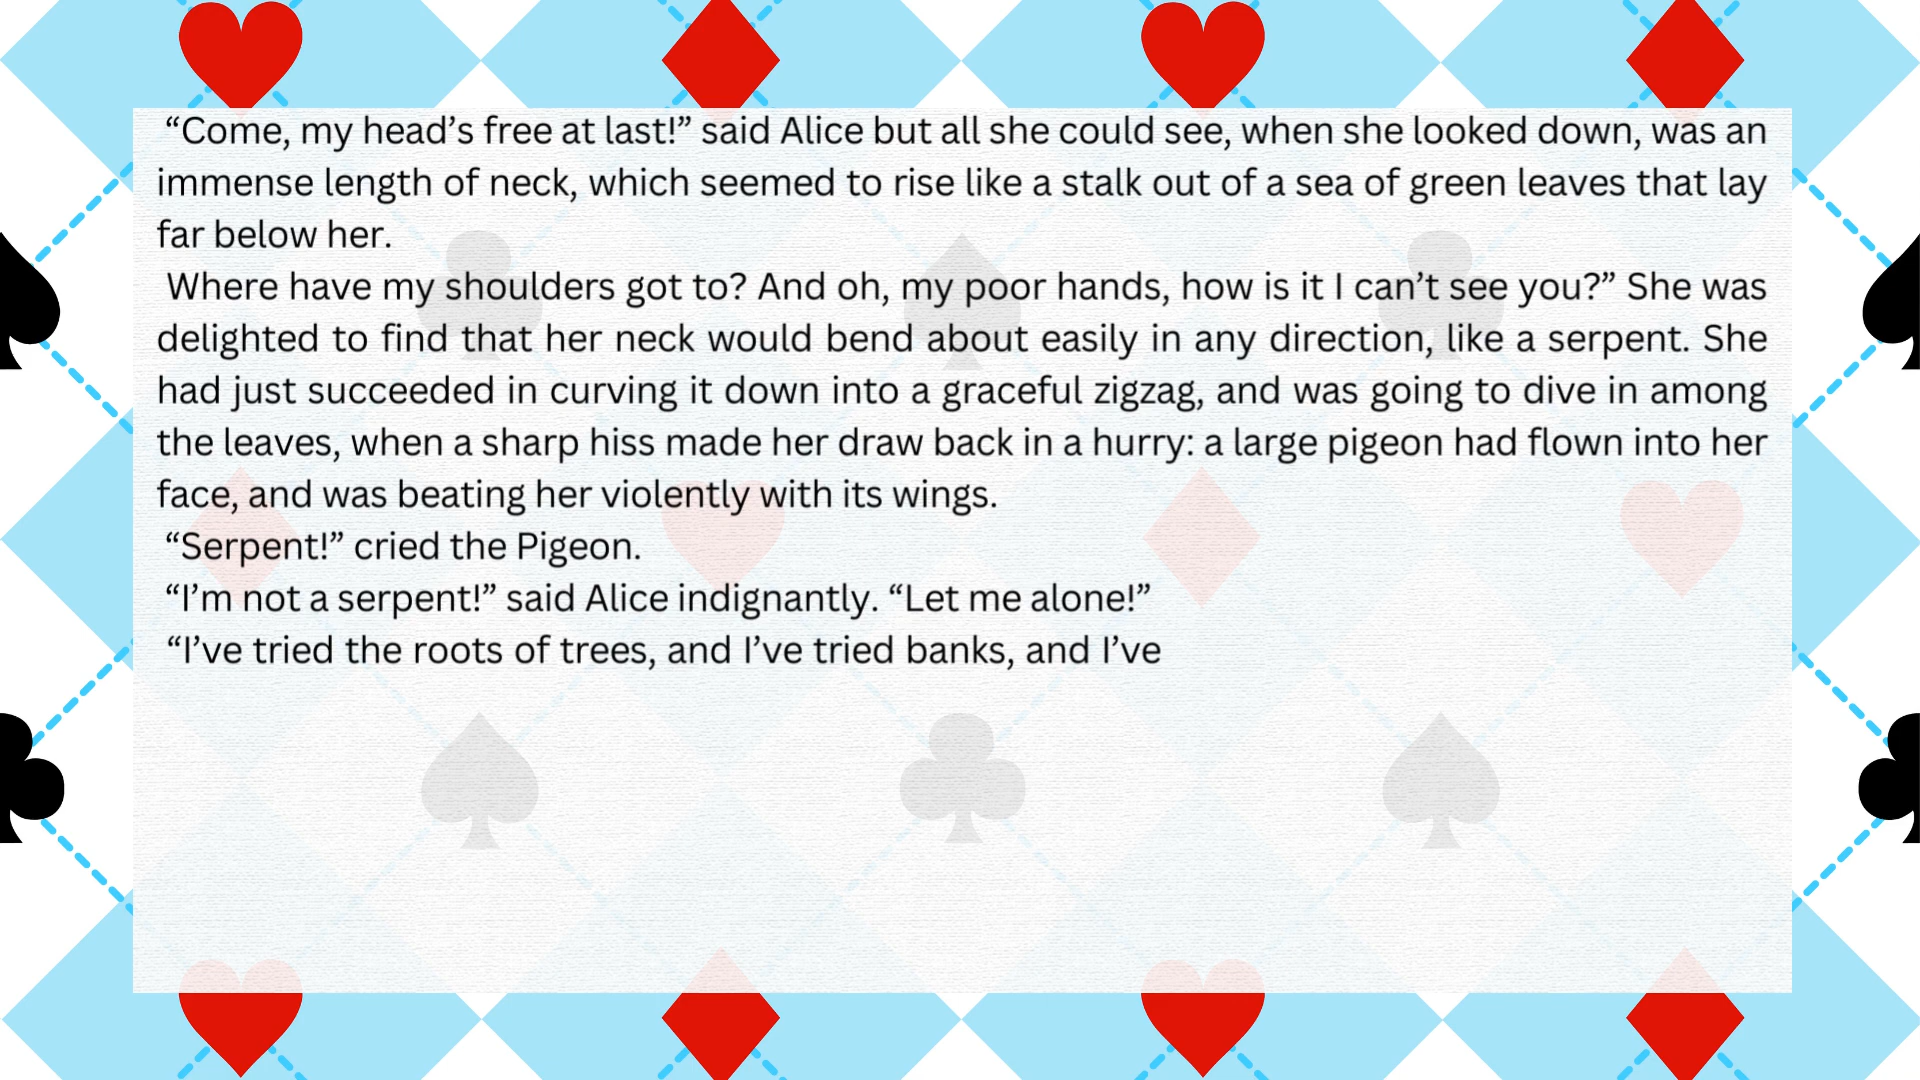 “Come, my head’s free at last!” said Alice but all she could see, when she looked down, was an
immense length of neck, which seemed to rise like a stalk out of a sea of green leaves that lay
far below her.
Where have my shoulders got to? And oh, my poor hands, how is it I can’t see you?” She was
delighted to find that her neck would bend about easily in any direction, like a serpent. She
had just succeeded in curving it down into a graceful zigzag, and was going to dive in among
the leaves, when a sharp hiss made her draw back in a hurry: a large pigeon had flown into her
face, and was beating her violently with its wings.
“Serpent!” cried the Pigeon.
“I’m not a serpent!” said Alice indignantly. “Let me alone!”
“I’ve tried the roots of trees, and I’ve tried banks, and I’ve